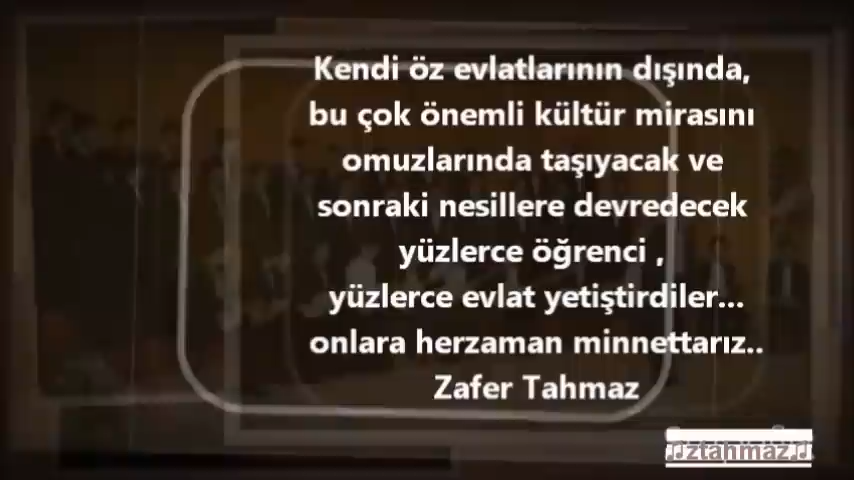 Kendi öz evlatlarının dışında,
bu çok önemli kültür mirasını
omuzlarında taşıyacak ve
sonraki nesillere devredecek
yüzlerce öğrenci ,
yüzlerce evlat yetiştirdiler...
onlara herzaman minnettarız..
Zafer Tahmaz
♫ztahmaz♫